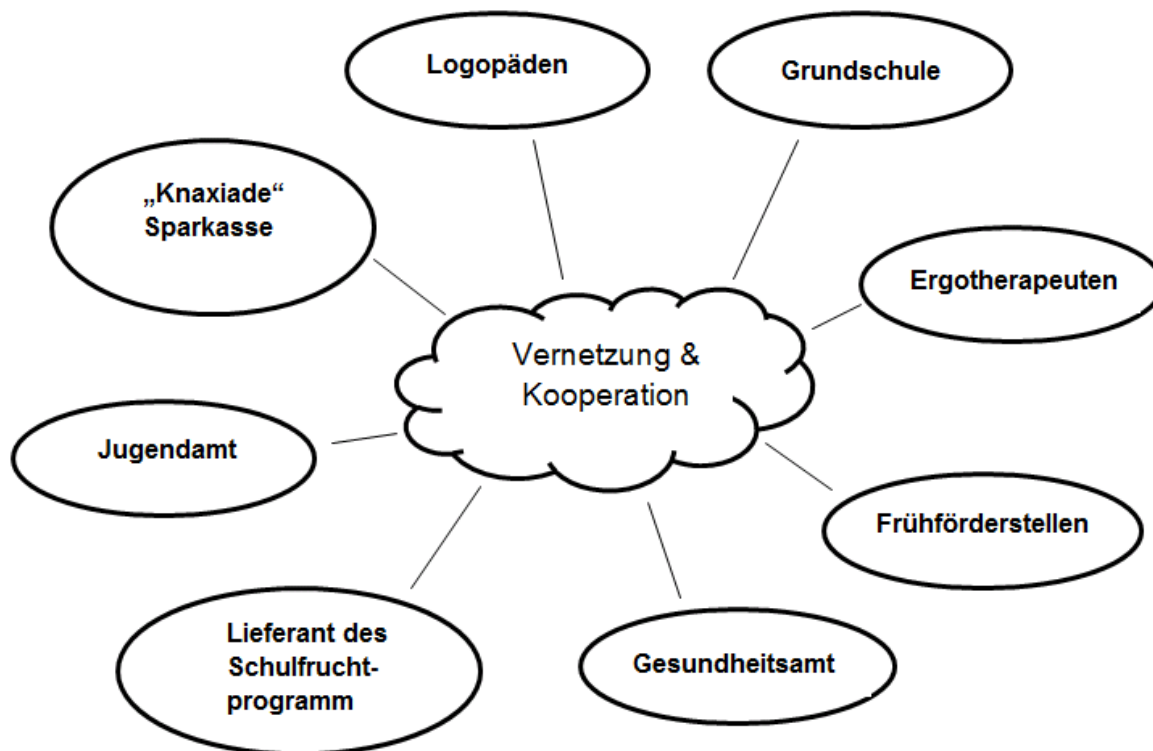 Logopäden
Grundschule
„Knaxiade“
Sparkasse
Ergotherapeuten
Vernetzung &
Kooperation
Jugendamt
Frühförderstellen
Lieferant des
Schulfrucht-
programm
Gesundheitsamt